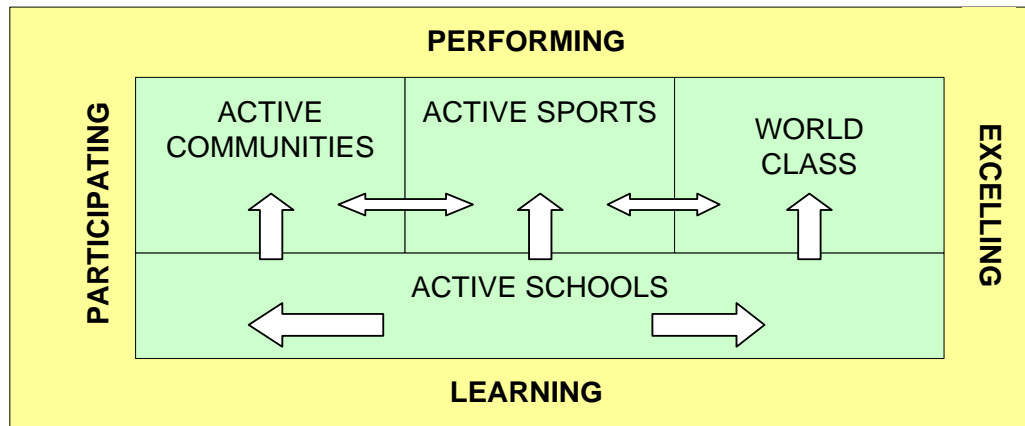 PERFORMING
PARTICIPATING
ACTIVE
COMMUNITIES
ACTIVE SPORTS
WORLD
CLASS
EXCELLING
ACTIVE SCHOOLS
LEARNING